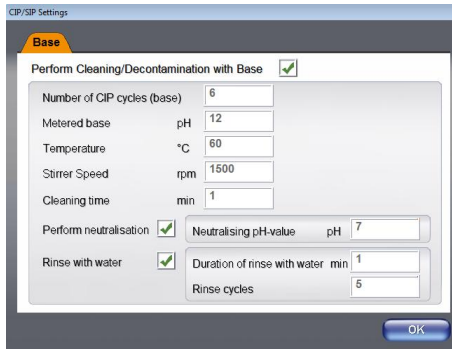 CIP/SIP Settings
Base
Perform Cleaning/Decontamination with Base
Number of CIP cycles (base) 6
Metered base pH 12
Temperature °C 60
Stirrer Speed rpm 1500
Cleaning time min 1
Perform neutralisation Neutralising pH-value pH 7
Rinse with water Duration of rinse with water min 1
Rinse cycles 5
OK